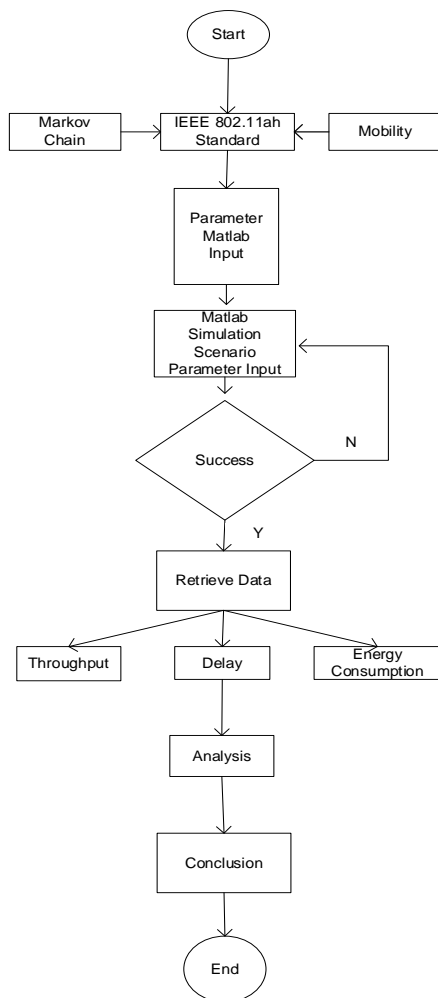 Start
Markov
Chain
IEEE 802.11ah
Standard
Mobility
Parameter
Matlab
Input
Matlab
Simulation
Scenario
Parameter Input
Success
N
Y
Retrieve Data
Throughput
Delay
Energy
Consumption
Analysis
Conclusion
End